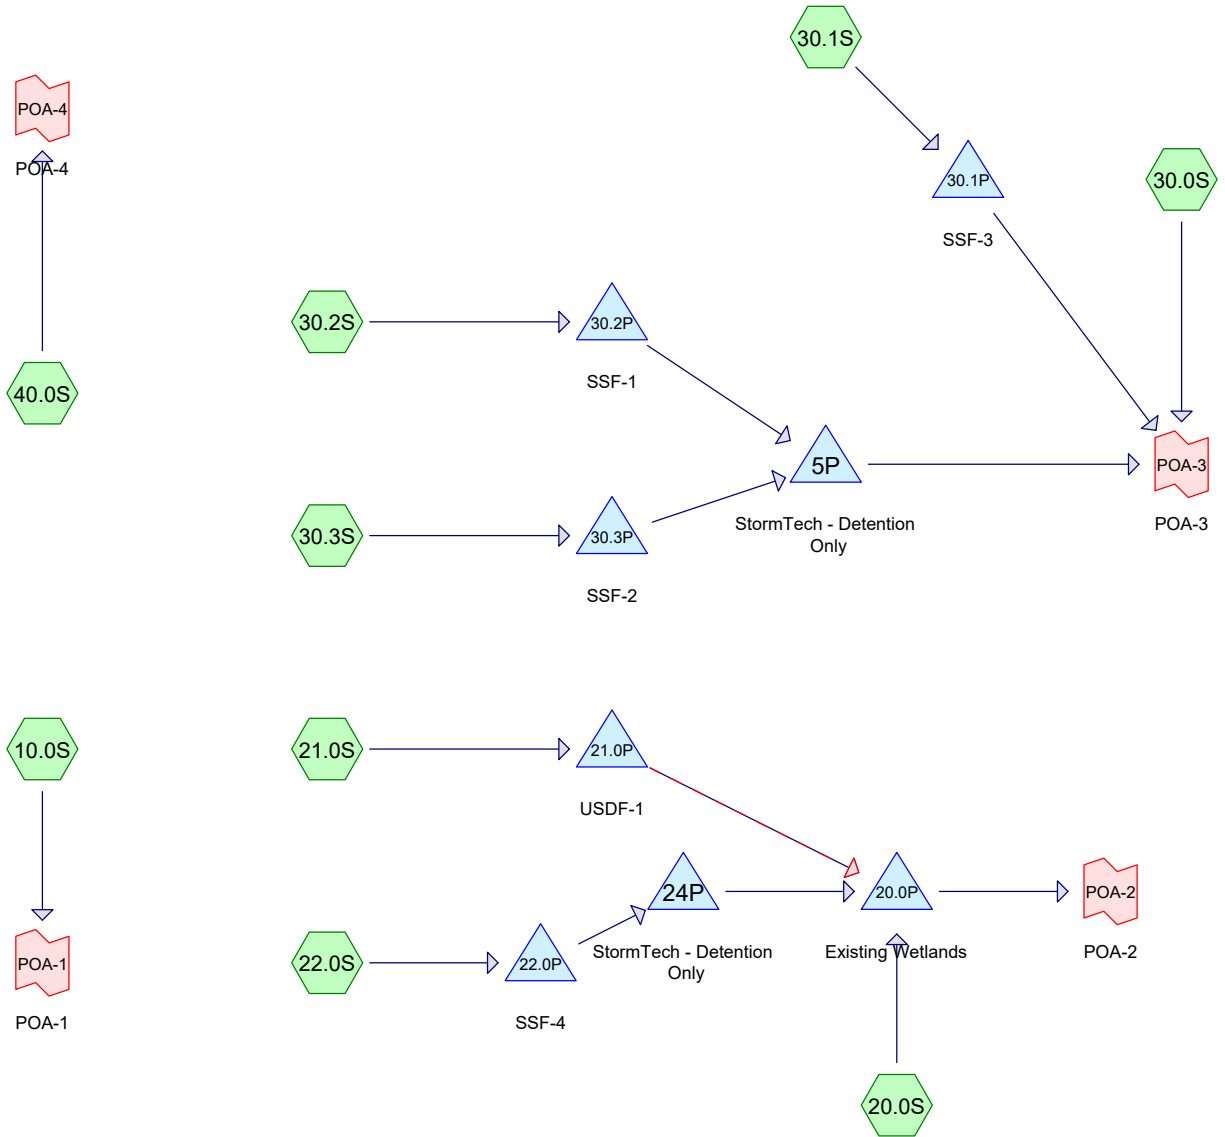 30.1S
POA-4
POA-4
30.1P
SSF-3
30.0S
30.2S
30.2P
SSF-1
40.0S
5P
StormTech - Detention
Only
POA-3
POA-3
30.3S
30.3P
SSF-2
10.0S
21.0S
21.0P
USDF-1
24P
StormTech - Detention
Only
20.0P
Existing Wetlands
POA-2
POA-2
POA-1
POA-1
22.0S
22.0P
SSF-4
20.0S